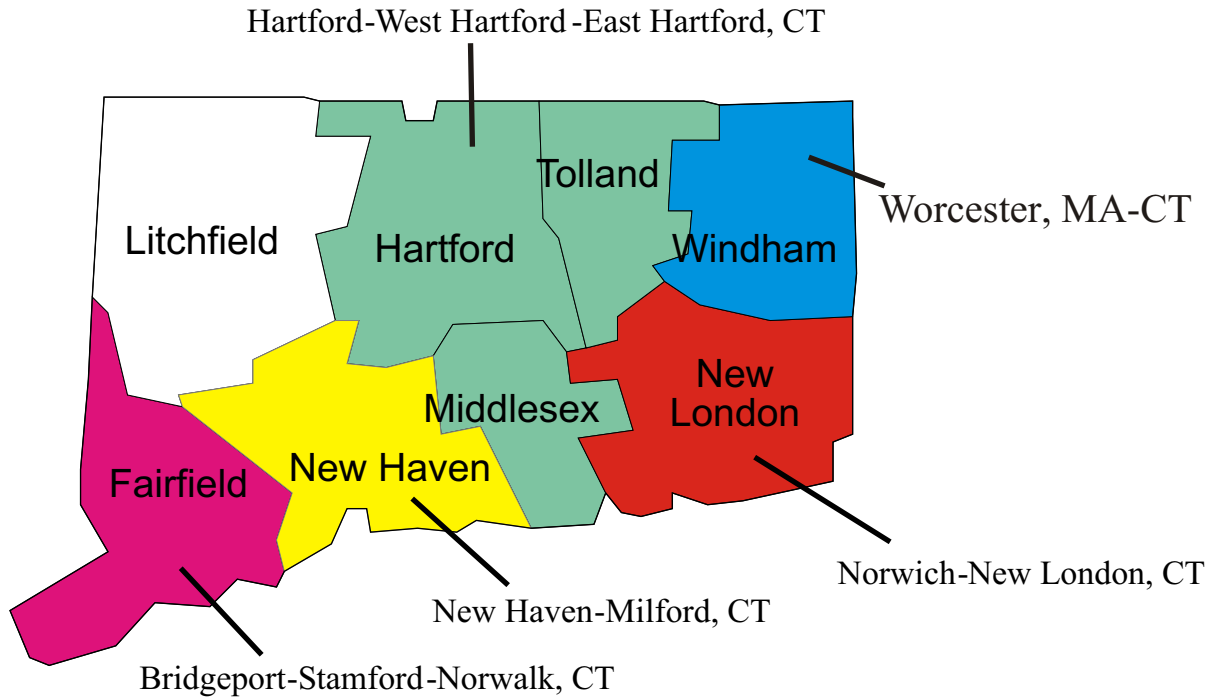 Hartford-West Hartford-East Hartford, CT
Tolland
Worcester, MA-CT
Litchfield
Hartford
Windham
New
London
Middlesex
New Haven
Fairfield
Norwich-New London, CT
New Haven-Milford, CT
Bridgeport-Stamford-Norwalk, CT